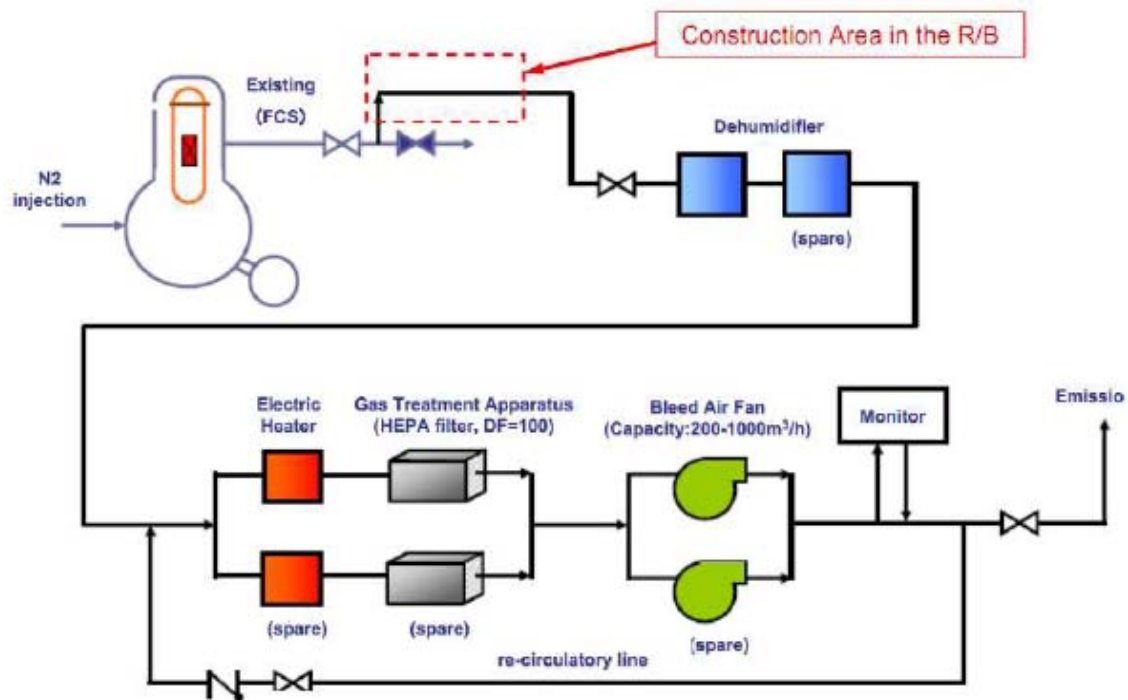 Construction Area in the R/B
Existing
(FCS)
Dehumidifier
N2
injection
(spare)
Electric
Heater
Gas Treatment Apparatus
(HEPA filter, DF=100)
Bleed Air Fan
(Capacity:200-1000m³/h)
Monitor
Emissio
(spare)
(spare)
(spare)
re-circulatory line